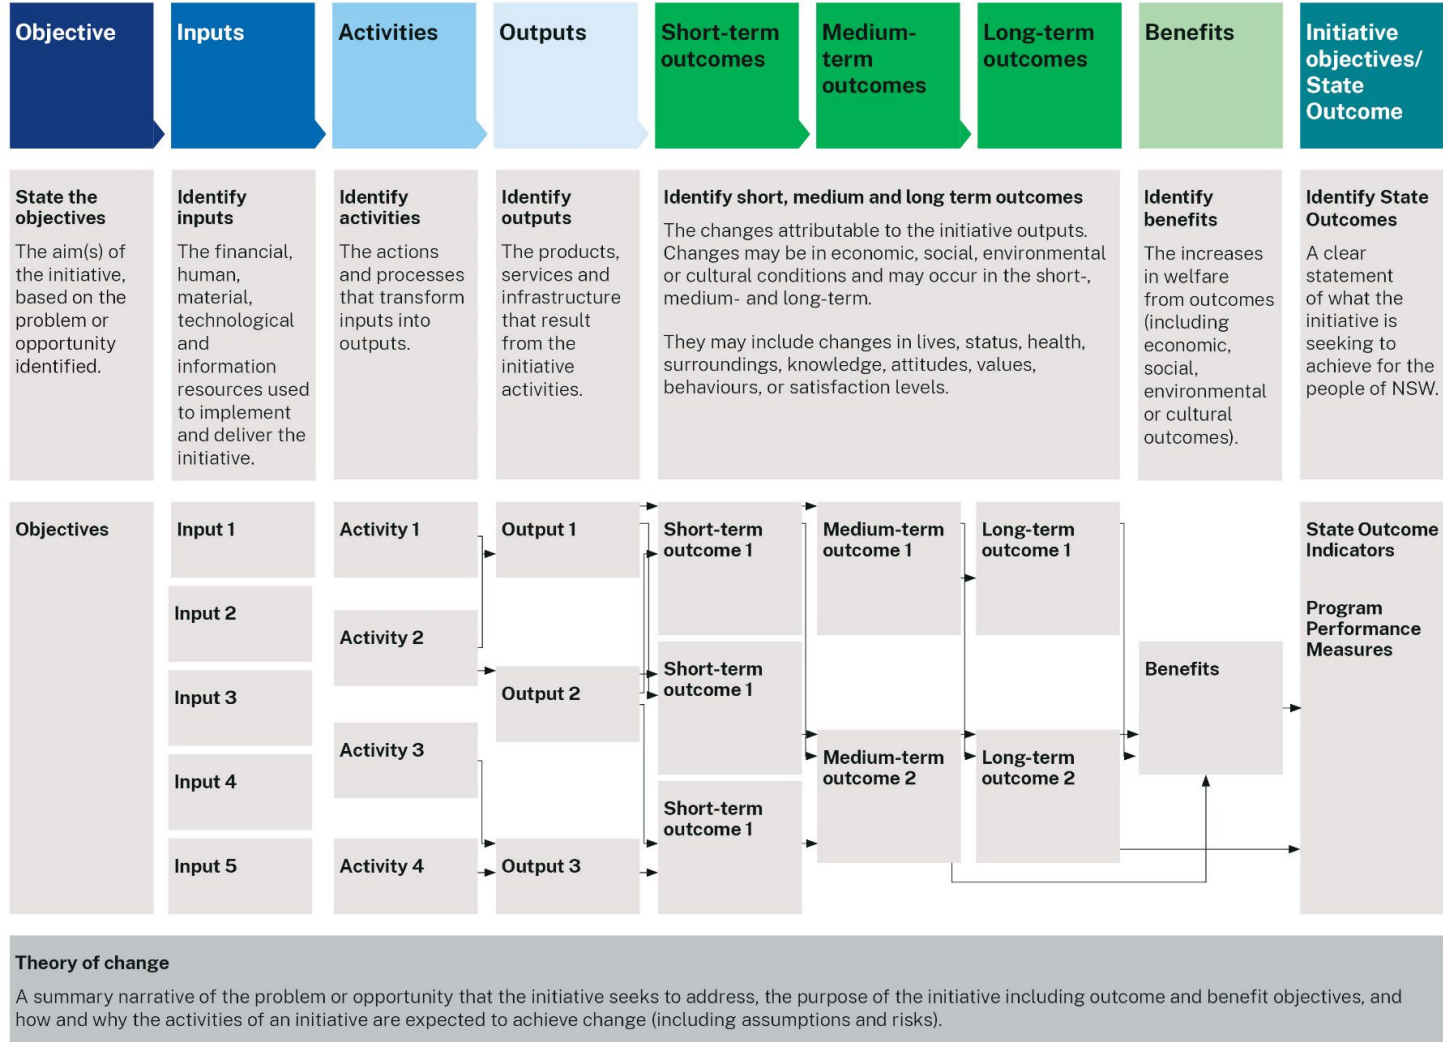 Objective
Inputs
Activities
Outputs
Short-term
outcomes
Medium-
term
outcomes
Long-term
outcomes
Benefits
Initiative
objectives/
State
Outcome
State the
objectives
The aim(s) of
the initiative,
based on the
problem or
opportunity
identified.
Identify
inputs
The financial,
human,
material,
technological
and
information
resources used
to implement
and deliver the
initiative.
Identify
activities
The actions
and processes
that transform
inputs into
outputs.
Identify
outputs
The products,
services and
infrastructure
that result
from the
initiative
activities.
Identify short, medium and long term outcomes
The changes attributable to the initiative outputs.
Changes may be in economic, social, environmental
or cultural conditions and may occur in the short-,
medium- and long-term.
They may include changes in lives, status, health,
surroundings, knowledge, attitudes, values,
behaviours, or satisfaction levels.
Identify
benefits
The increases
in welfare
from outcomes
(including
economic,
social,
environmental
or cultural
outcomes).
Identify State
Outcomes
A clear
statement
of what the
initiative is
seeking to
achieve for the
people of NSW.
Objectives
Input 1
Input 2
Input 3
Input 4
Input 5
Activity 1
Activity 2
Activity 3
Activity 4
Output 1
Output 2
Output 3
Short-term
outcome 1
Short-term
outcome 1
Short-term
outcome 1
Medium-term
outcome 1
Medium-term
outcome 2
Long-term
outcome 1
Long-term
outcome 2
Benefits
State Outcome
Indicators
Program
Performance
Measures
Theory of change
A summary narrative of the problem or opportunity that the initiative seeks to address, the purpose of the initiative including outcome and benefit objectives, and
how and why the activities of an initiative are expected to achieve change (including assumptions and risks).